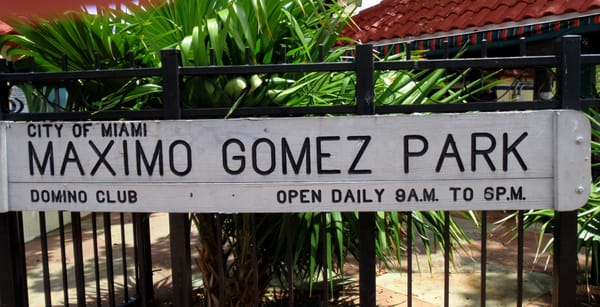 CITY OF MIAMI
MAXIMO GOMEZ PARK
DOMINO CLUB OPEN DAILY 9A.M. TO 6P.M.